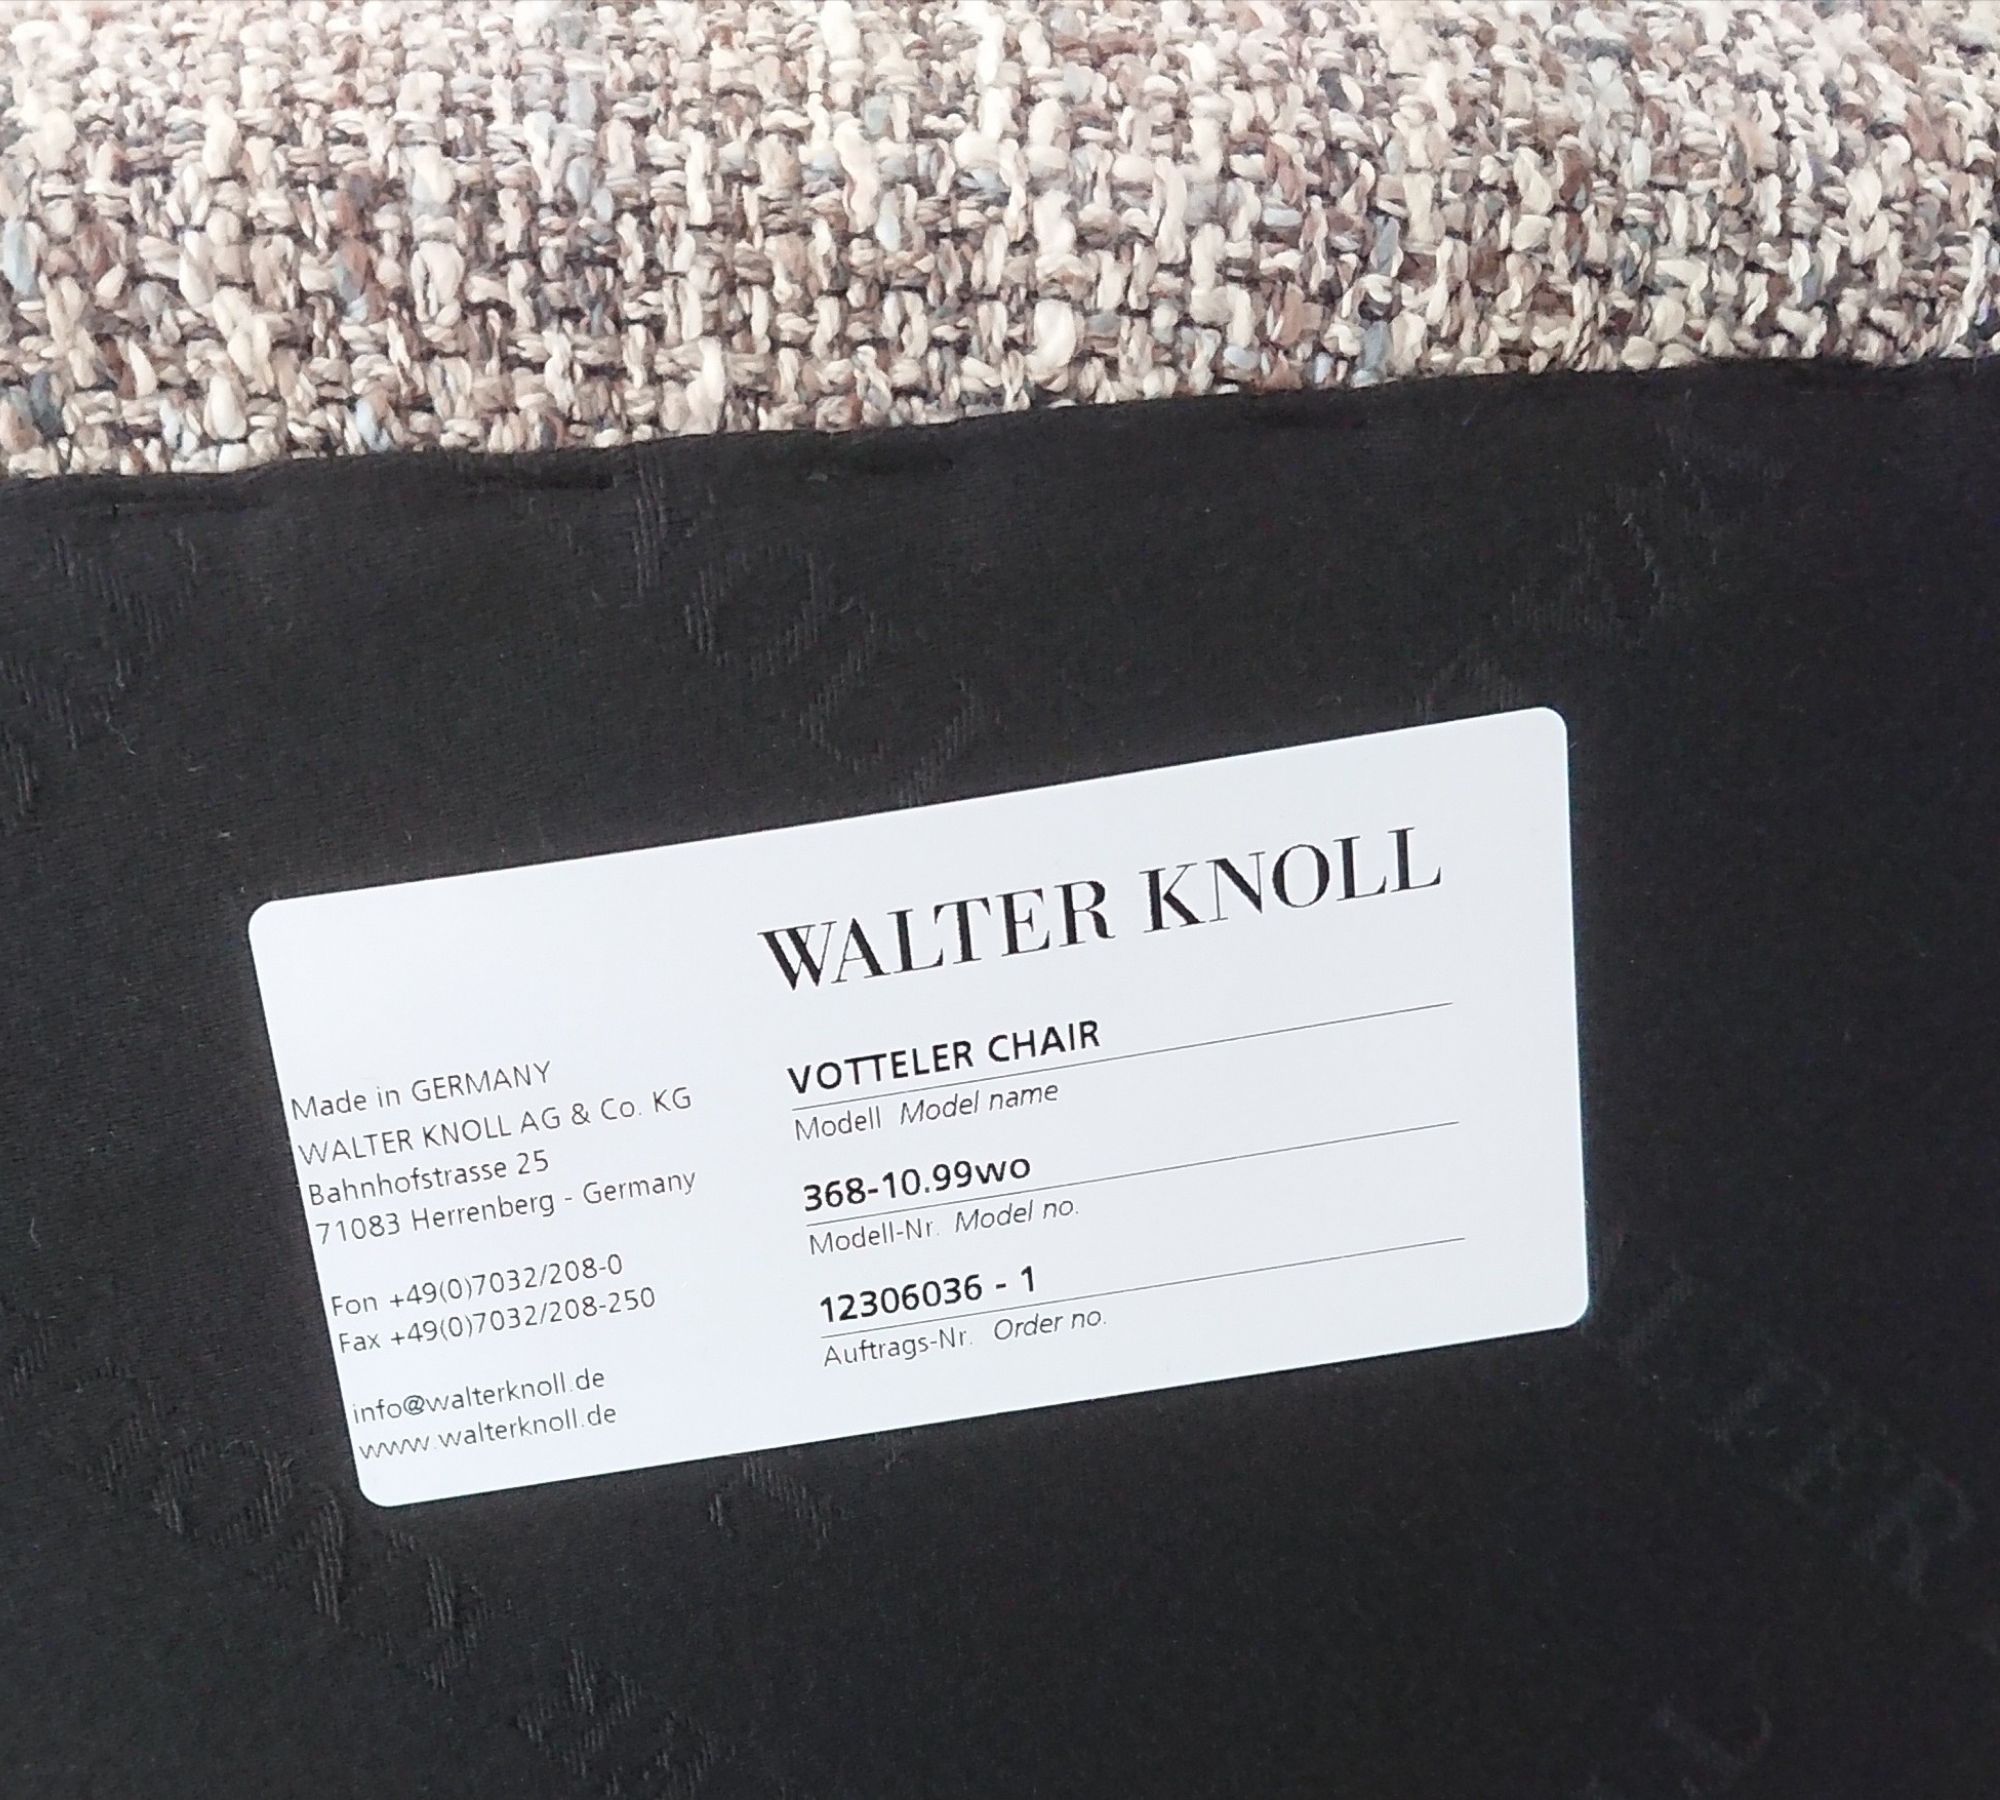 WALTER KNOLL
Made in GERMANY
WALTER KNOLL AG & Co. KG
Bahnhofstrasse 25
71083 Herrenberg - Germany
Fon +49(0)7032/208-0
Fax +49(0)7032/208-250
info@walterknoll.de
www.walterknoll.de
VOTTELER CHAIR
Modell Model name
368-10.99wo
Modell-Nr. Model no.
12306036 - 1
Auftrags-Nr. Order no.